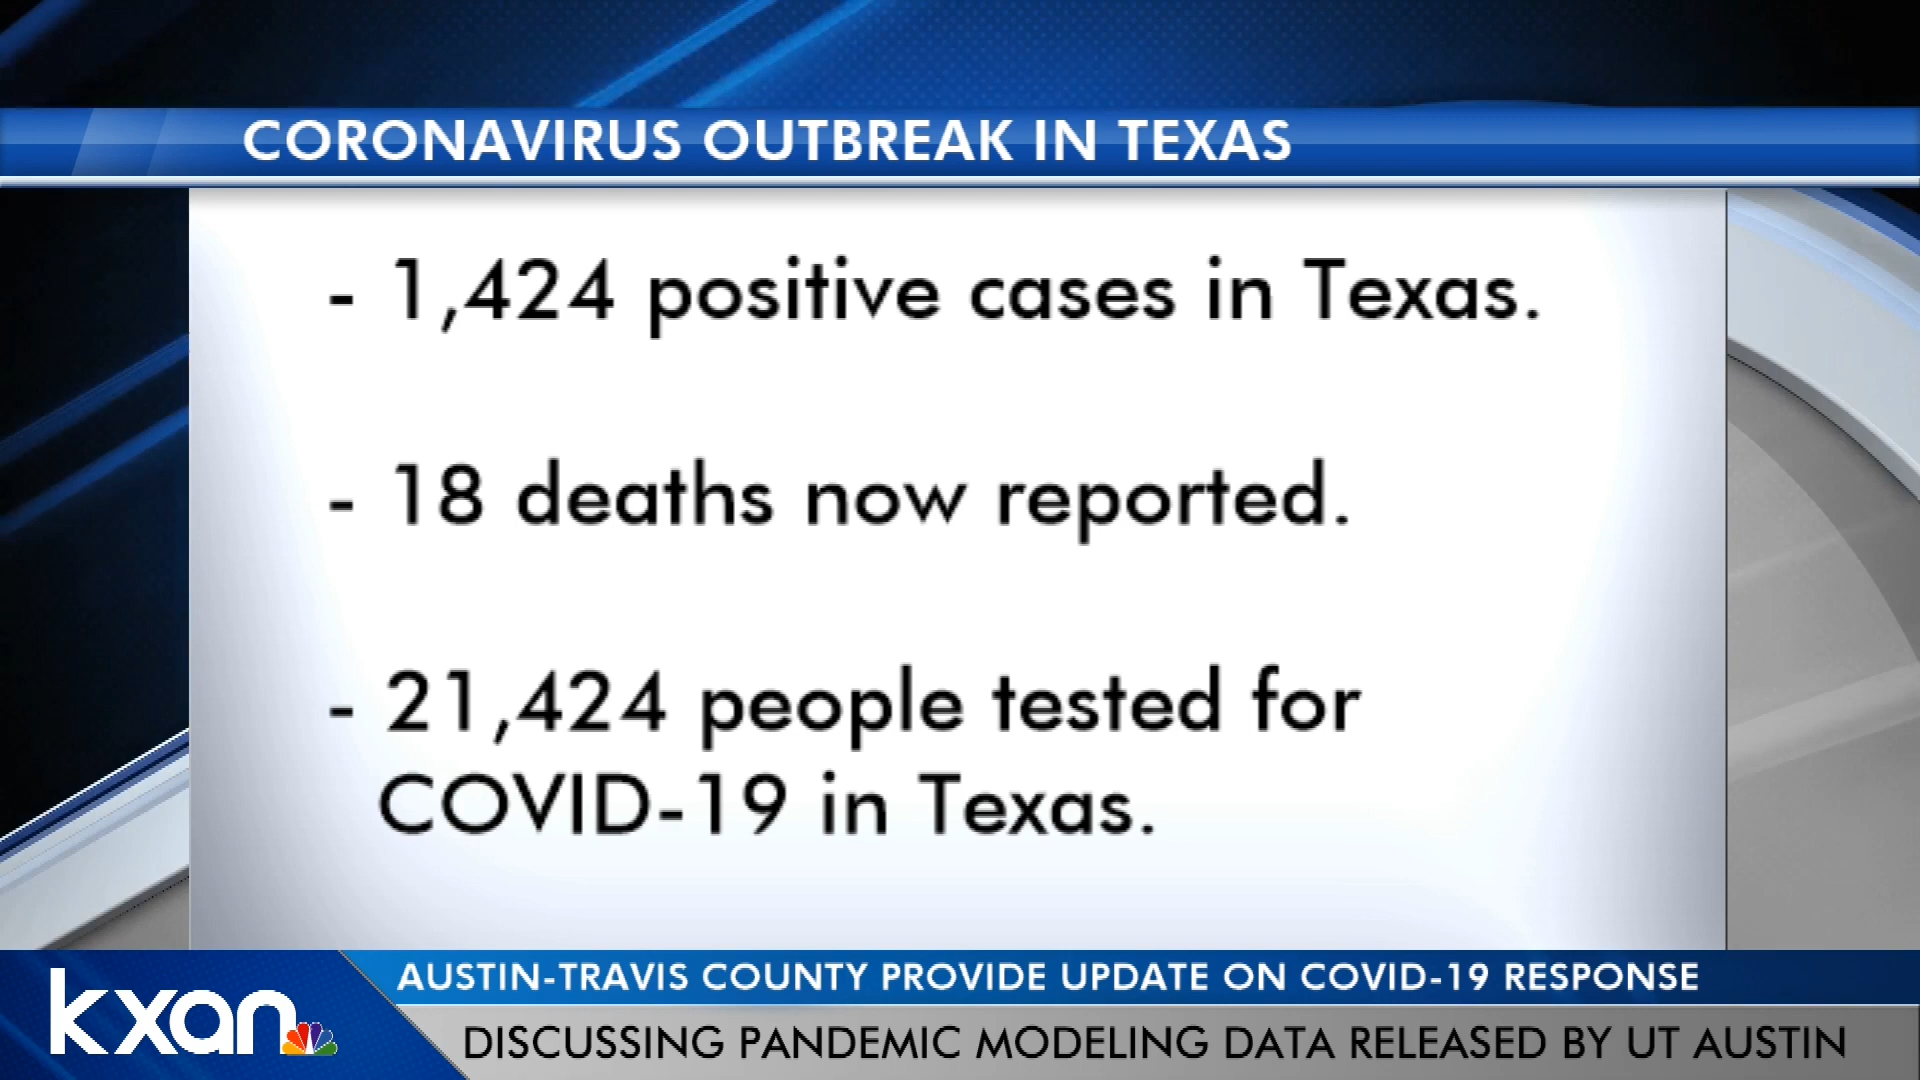 CORONAVIRUS OUTBREAK IN TEXAS
- 1,424 positive cases in Texas.
- 18 deaths now reported.
- 21,424 people tested for
COVID-19 in Texas.
AUSTIN-TRAVIS COUNTY PROVIDE UPDATE ON COVID-19 RESPONSE
kxan
DISCUSSING PANDEMIC MODELING DATA RELEASED BY UT AUSTIN